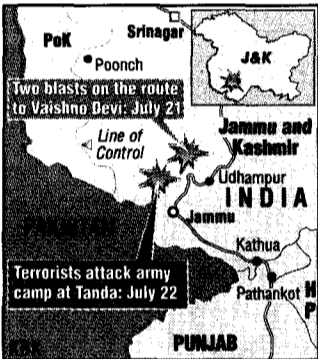 Srinagar
PoK
J&K
Poonch
Two blasts on the route
to Vaishno Devi: July 21
Line of
Control
Jammu and
Kashmir
Udhampur
INDIA
PAKISTAN
Jammu
Kathua
Terrorists attack army
camp at Tanda: July 22
Pathankot
H
P
PUNJAB